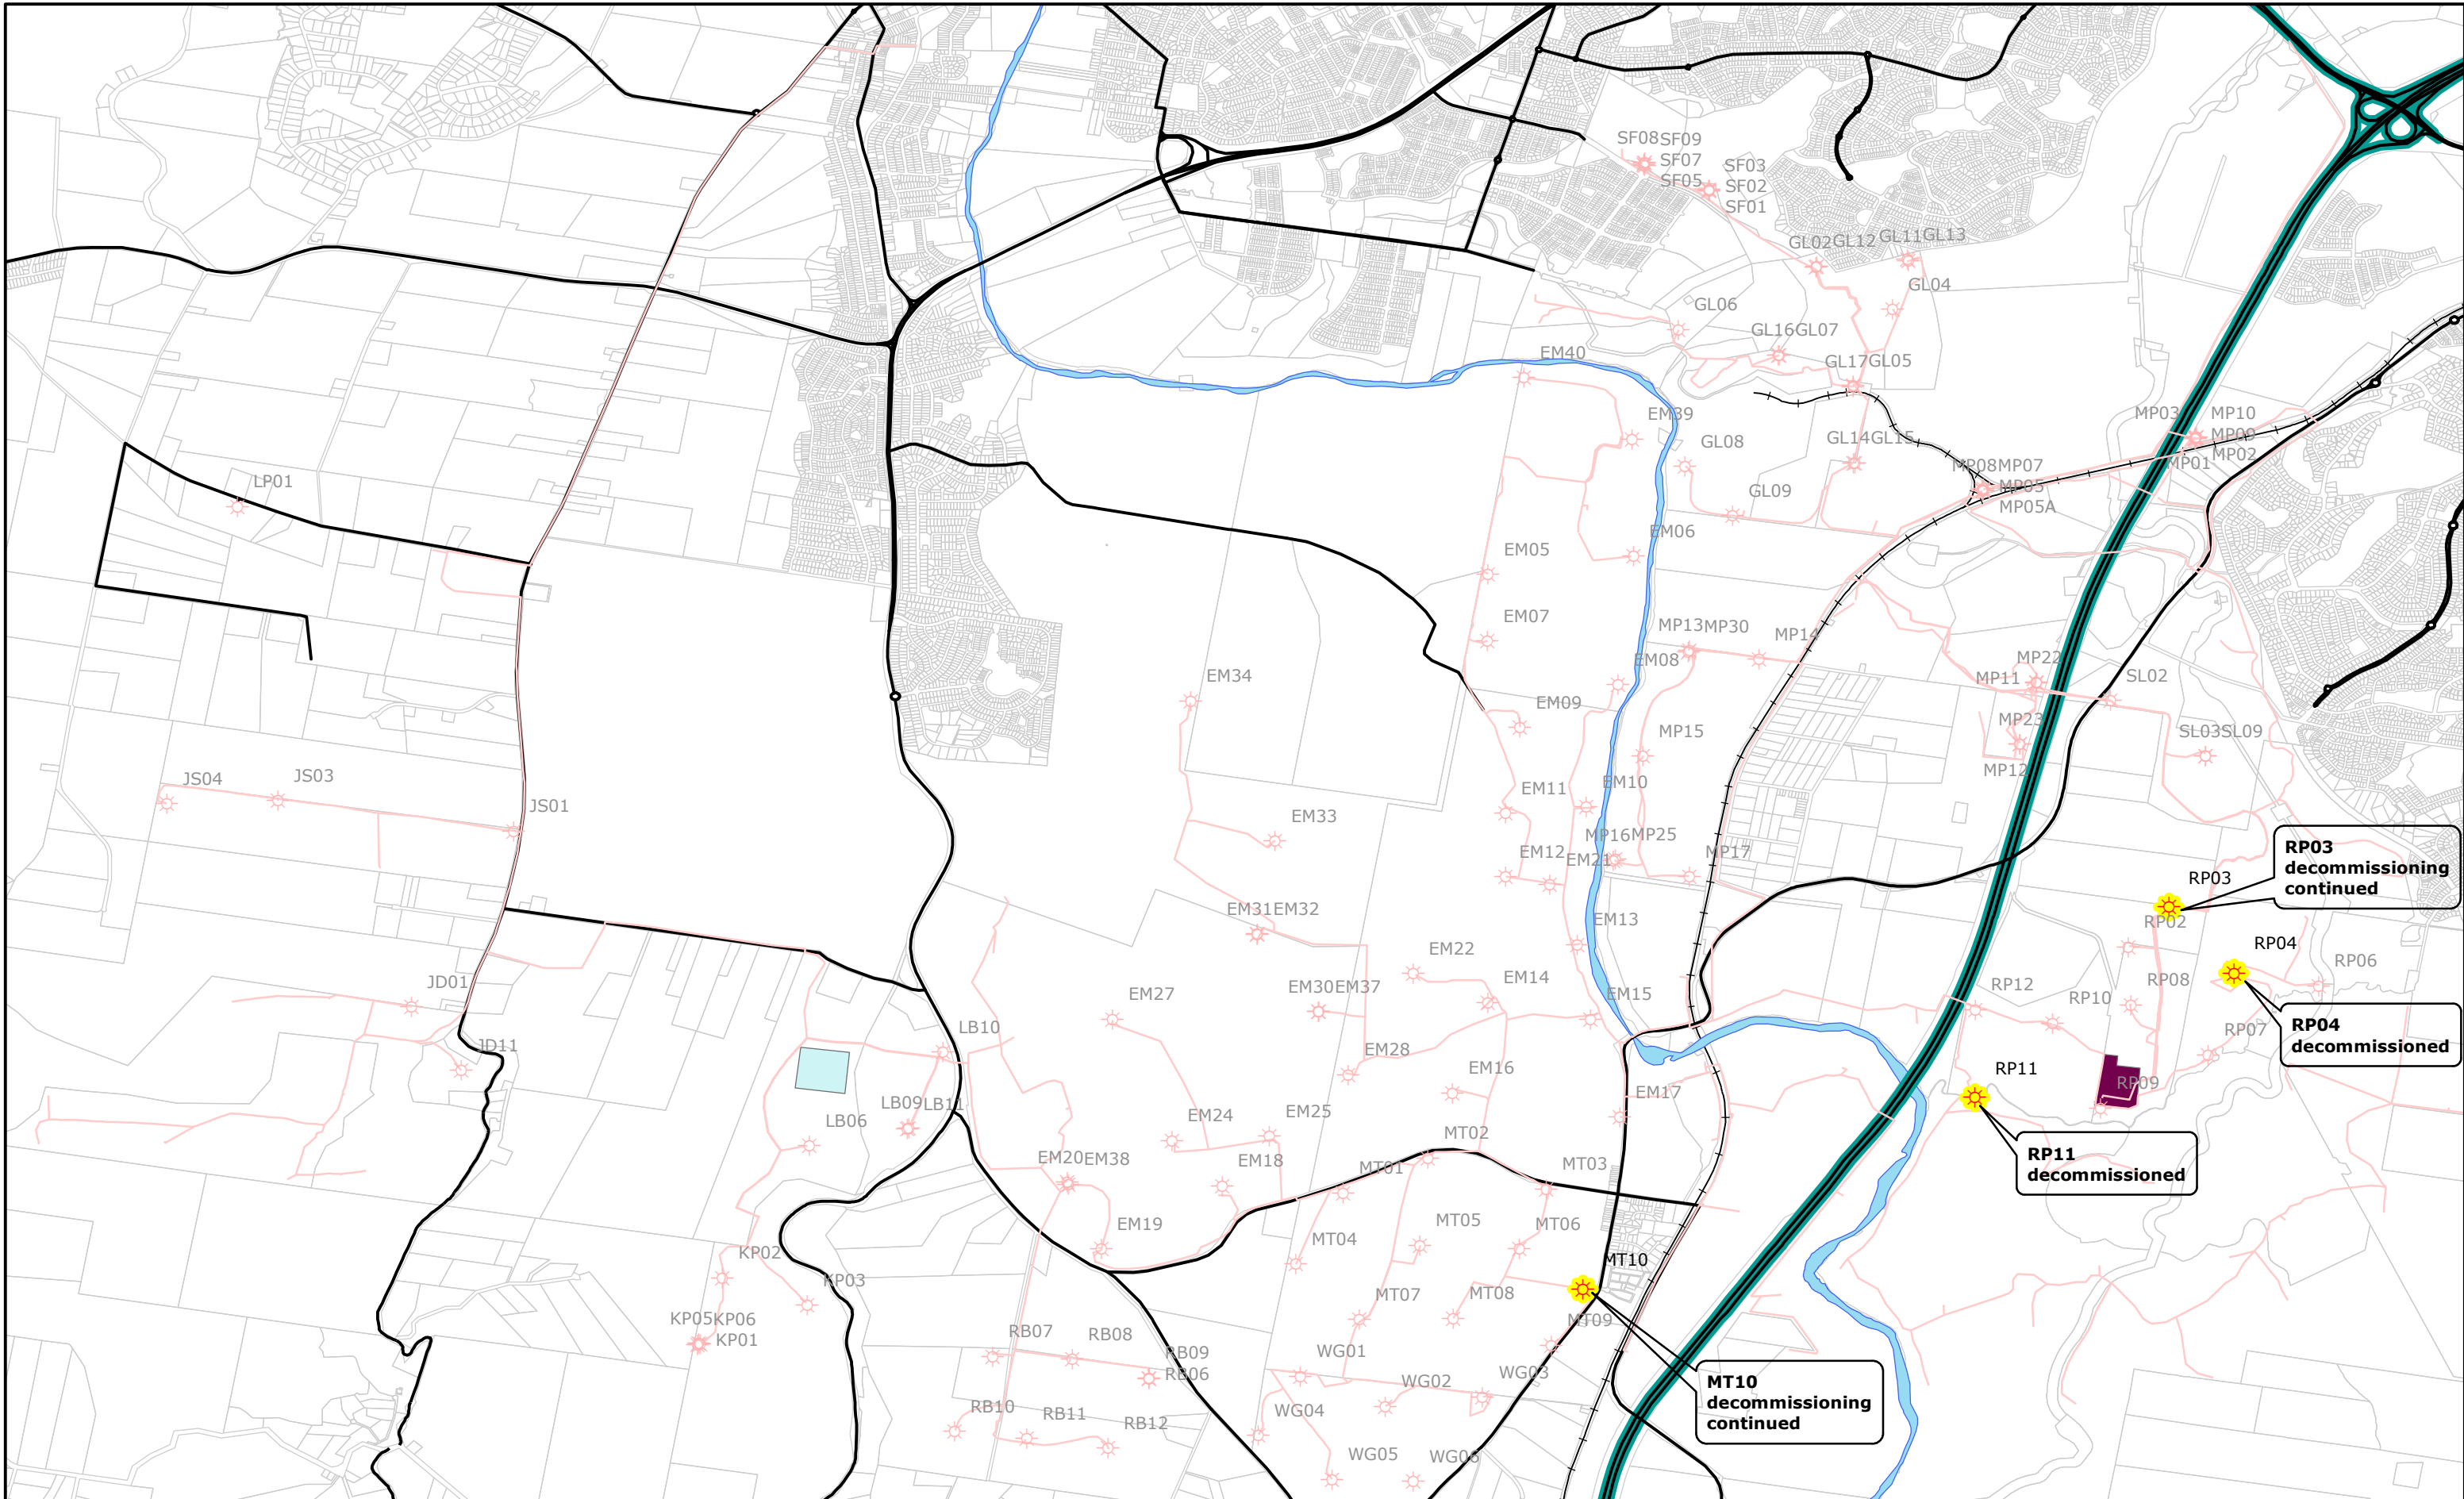 SF08SF09
SF07
SF05
SF03
SF02
SF01
GL02GL12
GL11GL13
GL04
GL06
GL16GL07
GL17GL05
EM40
EM39
GL08
GL14GL15
GL09
MP03
MP10
MP09
MP02
MP01
MP08MP07
MP05
MP05A
LP01
EM05
EM06
EM07
MP13MP30
MP14
EM08
EM34
EM09
MP22
MP11
SL02
MP23
MP15
SL03SL09
MP12
JS04
JS03
JS01
EM11
EM10
EM33
MP16MP25
EM12
EM21
MP17
RP03
decommissioning
continued
RP03
EM31EM32
EM13
RP02
RP04
EM22
RP06
JD01
EM27
EM30EM37
EM14
EM15
RP12
RP10
RP08
RP07
RP04
decommissioned
LB10
JD11
EM28
EM16
EM17
RP11
RP09
LB09LB11
LB06
EM24
EM25
MT02
RP11
decommissioned
EM20EM38
EM18
MT01
MT03
EM19
MT04
MT05
MT06
KP02
KP03
MT10
KP05KP06
KP01
MT07
MT08
MT09
RB07
RB08
RB09
RB06
WG01
WG02
WG03
MT10
decommissioning
continued
RB10
RB11
RB12
WG04
WG05
WG06